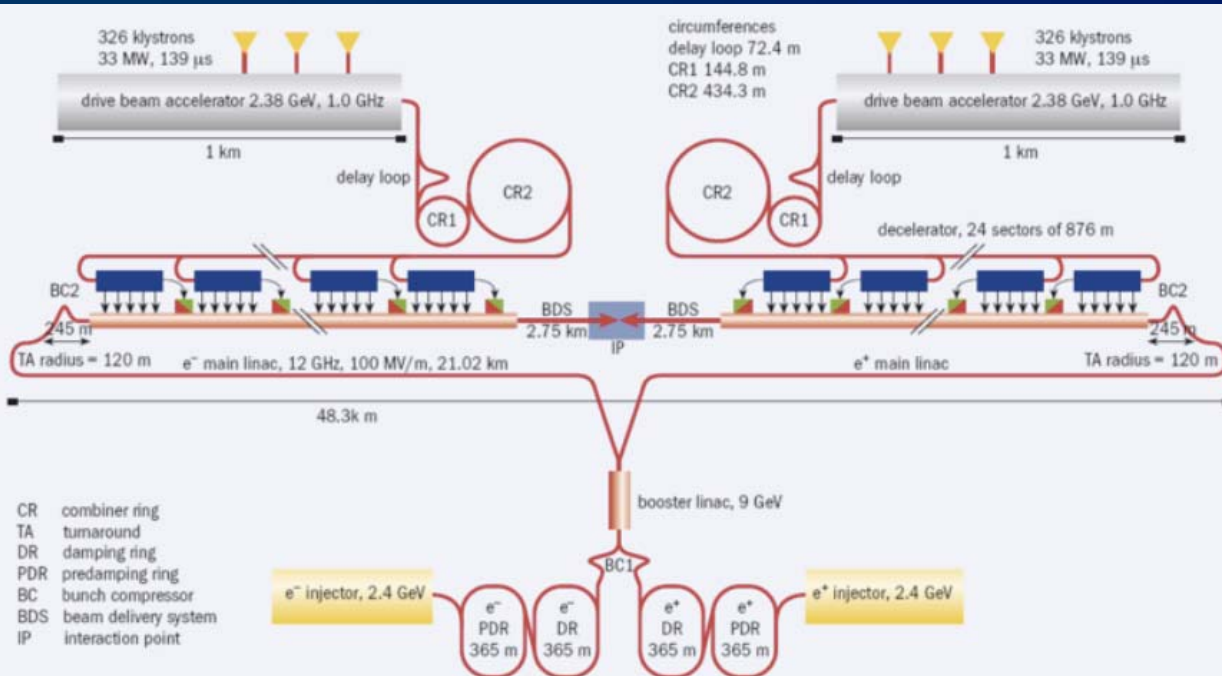 326 klystrons
33 MW, 139 μs
drive beam accelerator 2.38 GeV, 1.0 GHz
1 km
delay loop
CR1
CR2
circumferences
delay loop 72.4 m
CR1 144.8 m
CR2 434.3 m
326 klystrons
33 MW, 139 μs
drive beam accelerator 2.38 GeV, 1.0 GHz
1 km
delay loop
CR2
CR1
decelerator, 24 sectors of 876 m
BC2
245 m
TA radius = 120 m
BDS
2.75 km
IP
BDS
2.75 km
BC2
245 m
TA radius = 120 m
e⁻ main linac, 12 GHz, 100 MV/m, 21.02 km
e⁺ main linac
48.3k m
CR combiner ring
TA turnaround
DR damping ring
PDR predamping ring
BC bunch compressor
BDS beam delivery system
IP interaction point
booster linac, 9 GeV
BC1
e⁻ injector, 2.4 GeV
e⁻
PDR
365 m
e⁻
DR
365 m
e⁺
DR
365 m
e⁺
PDR
365 m
e⁺ injector, 2.4 GeV